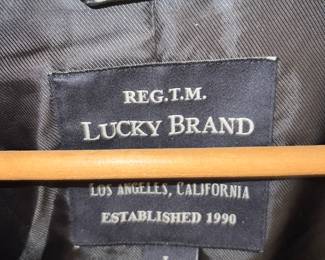 REG.T.M.
LUCKY BRAND
LOS ANGELES, CALIFORNIA
ESTABLISHED 1990